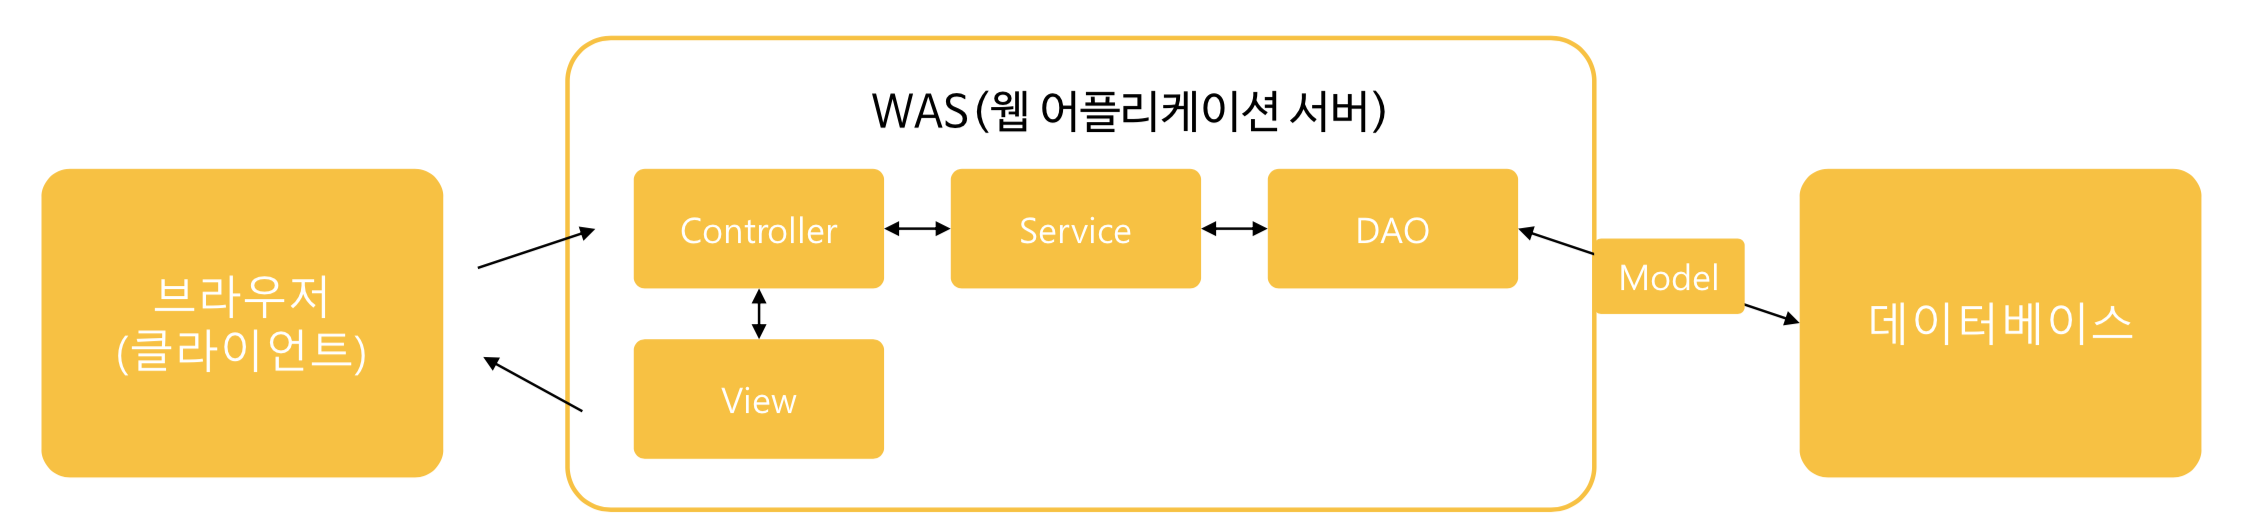 WAS(웹 어플리케이션 서버)
브라우저
(클라이언트)
Controller
Service
DAO
Model
데이터베이스
View